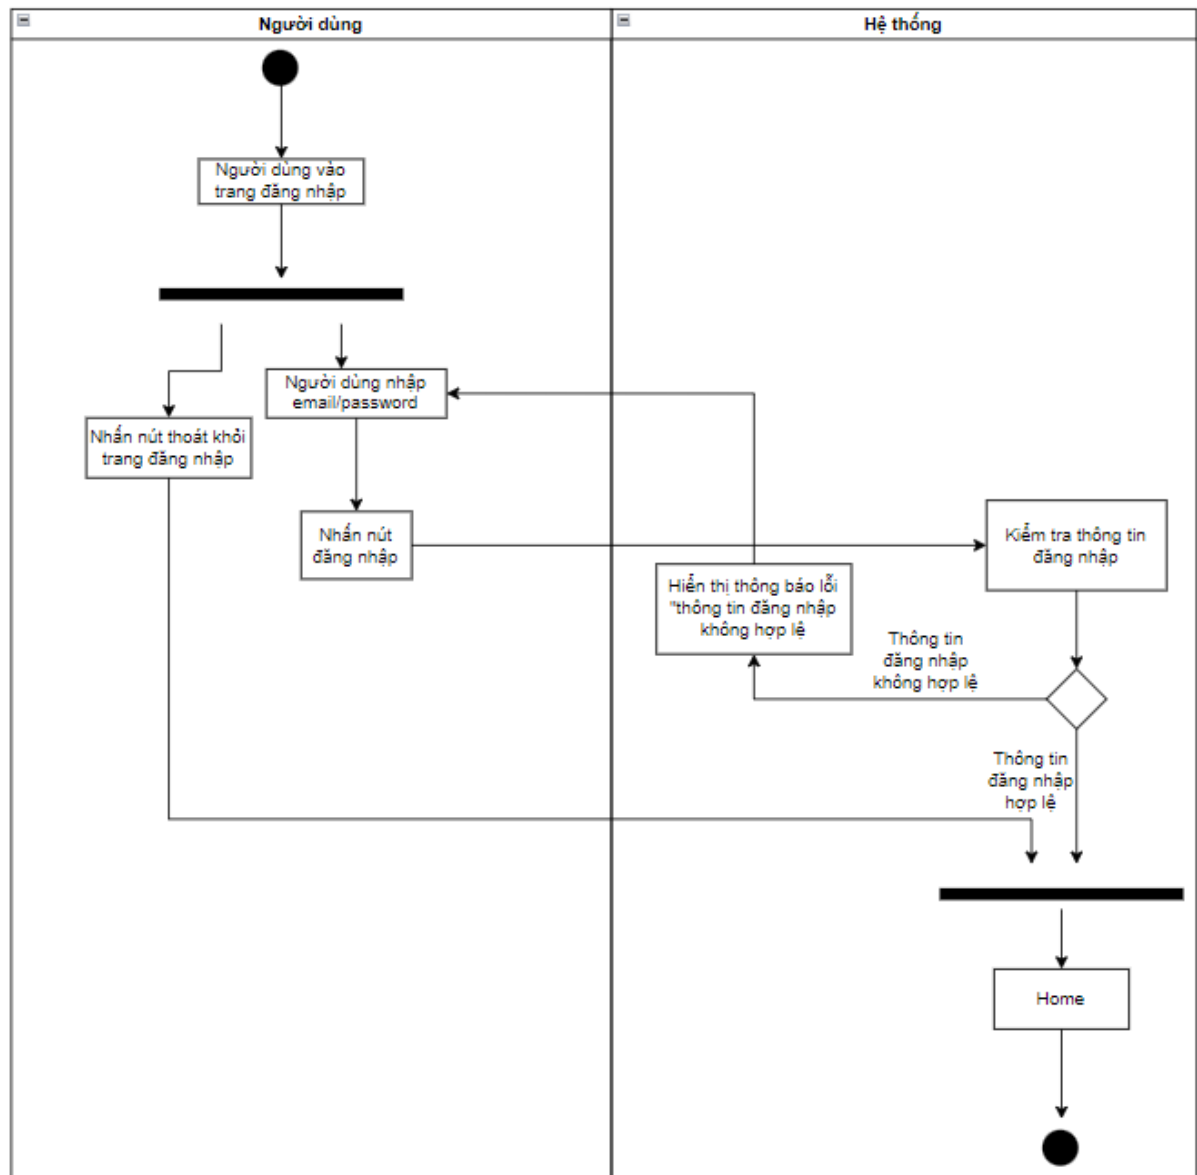 Người dùng
Hệ thống
Người dùng vào
trang đăng nhập
Người dùng nhập
email/password
Nhấn nút thoát khỏi
trang đăng nhập
Nhấn nút
đăng nhập
Kiểm tra thông tin
đăng nhập
Hiển thị thông báo lỗi
"thông tin đăng nhập
không hợp lệ
Thông tin
đăng nhập
không hợp lệ
Thông tin
đăng nhập
hợp lệ
Home